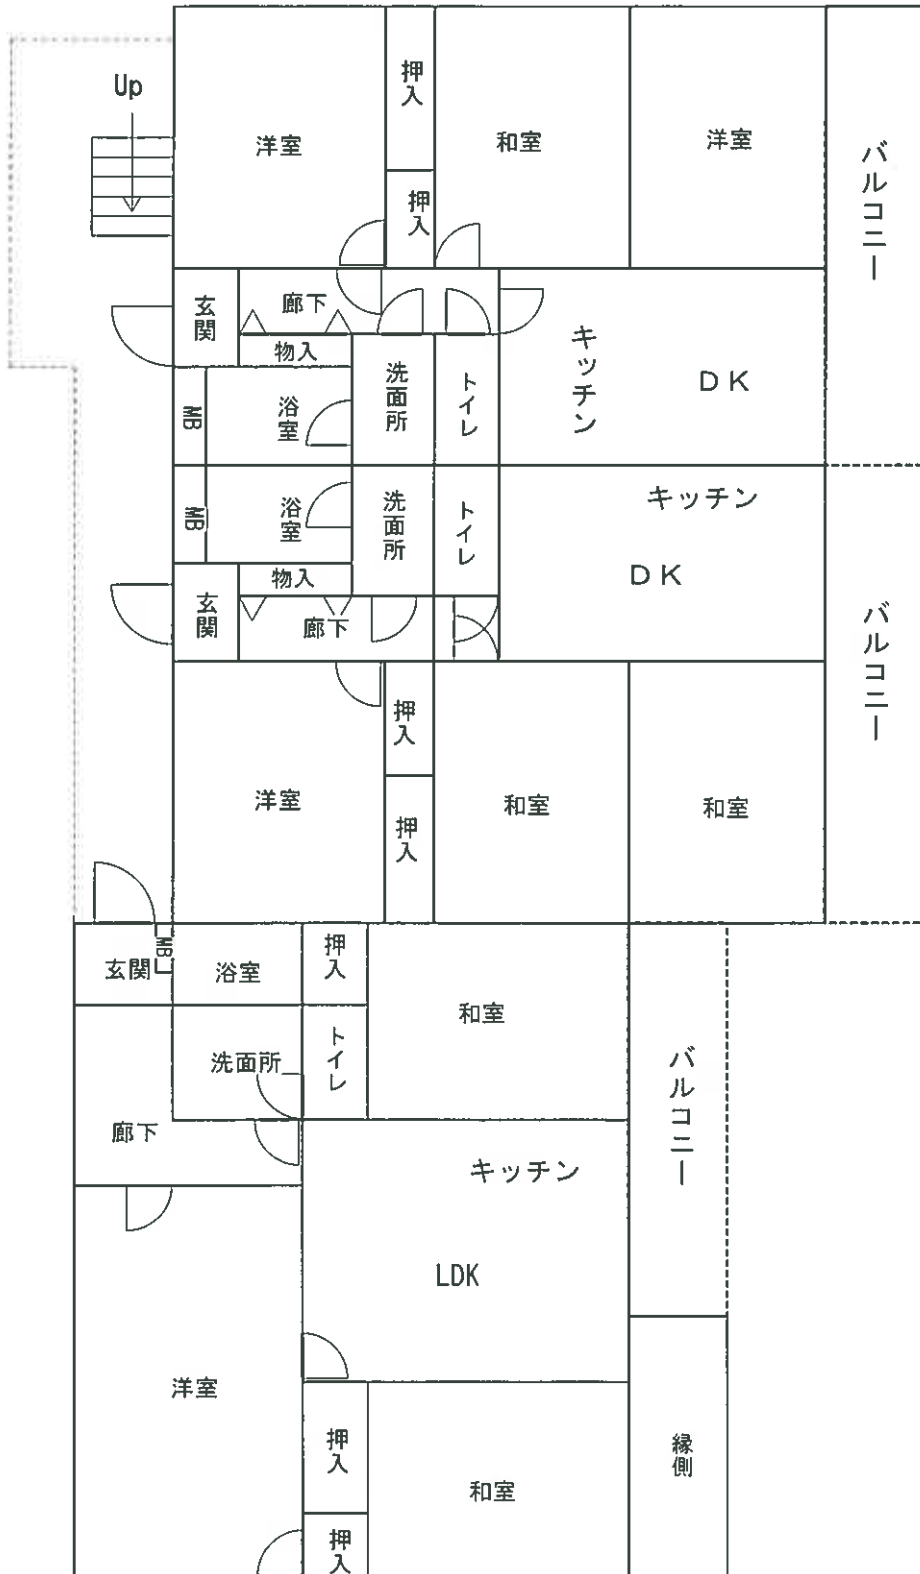 Up
洋室
押入
押入
和室
洋室
バルコニー
玄関
廊下
物入
浴室
MB
洗面所
トイレ
キッチン
DK
MB
浴室
洗面所
トイレ
キッチン
DK
物入
玄関
廊下
バルコニー
洋室
押入
押入
和室
和室
玄関
MB
浴室
押入
和室
洗面所
トイレ
廊下
バルコニー
キッチン
LDK
洋室
押入
押入
和室
縁側